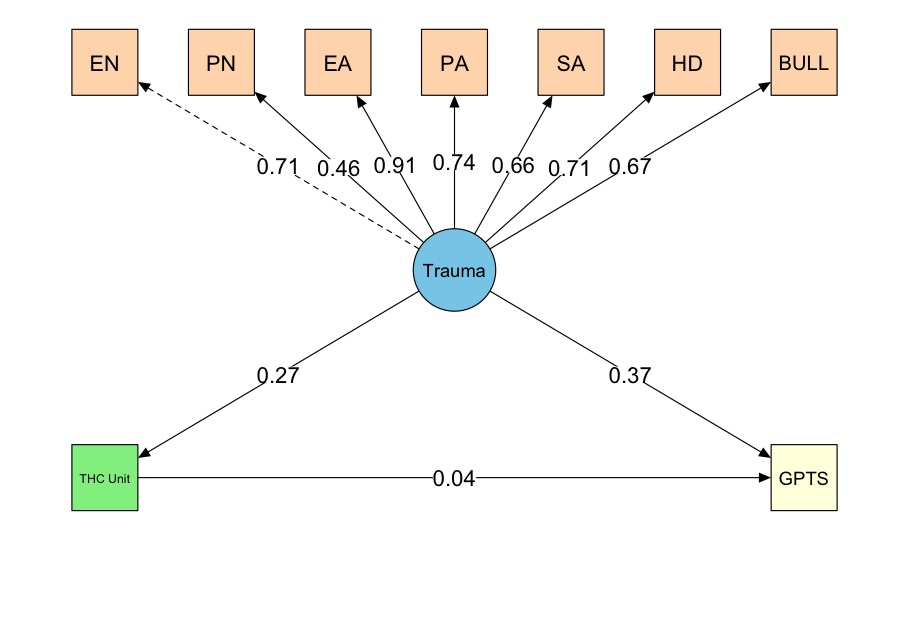 EN PN EA PA SA HD BULL
0.71 0.46 0.91 0.74 0.66 0.71 0.67
Trauma
0.27 0.37
THC Unit 0.04 GPTS